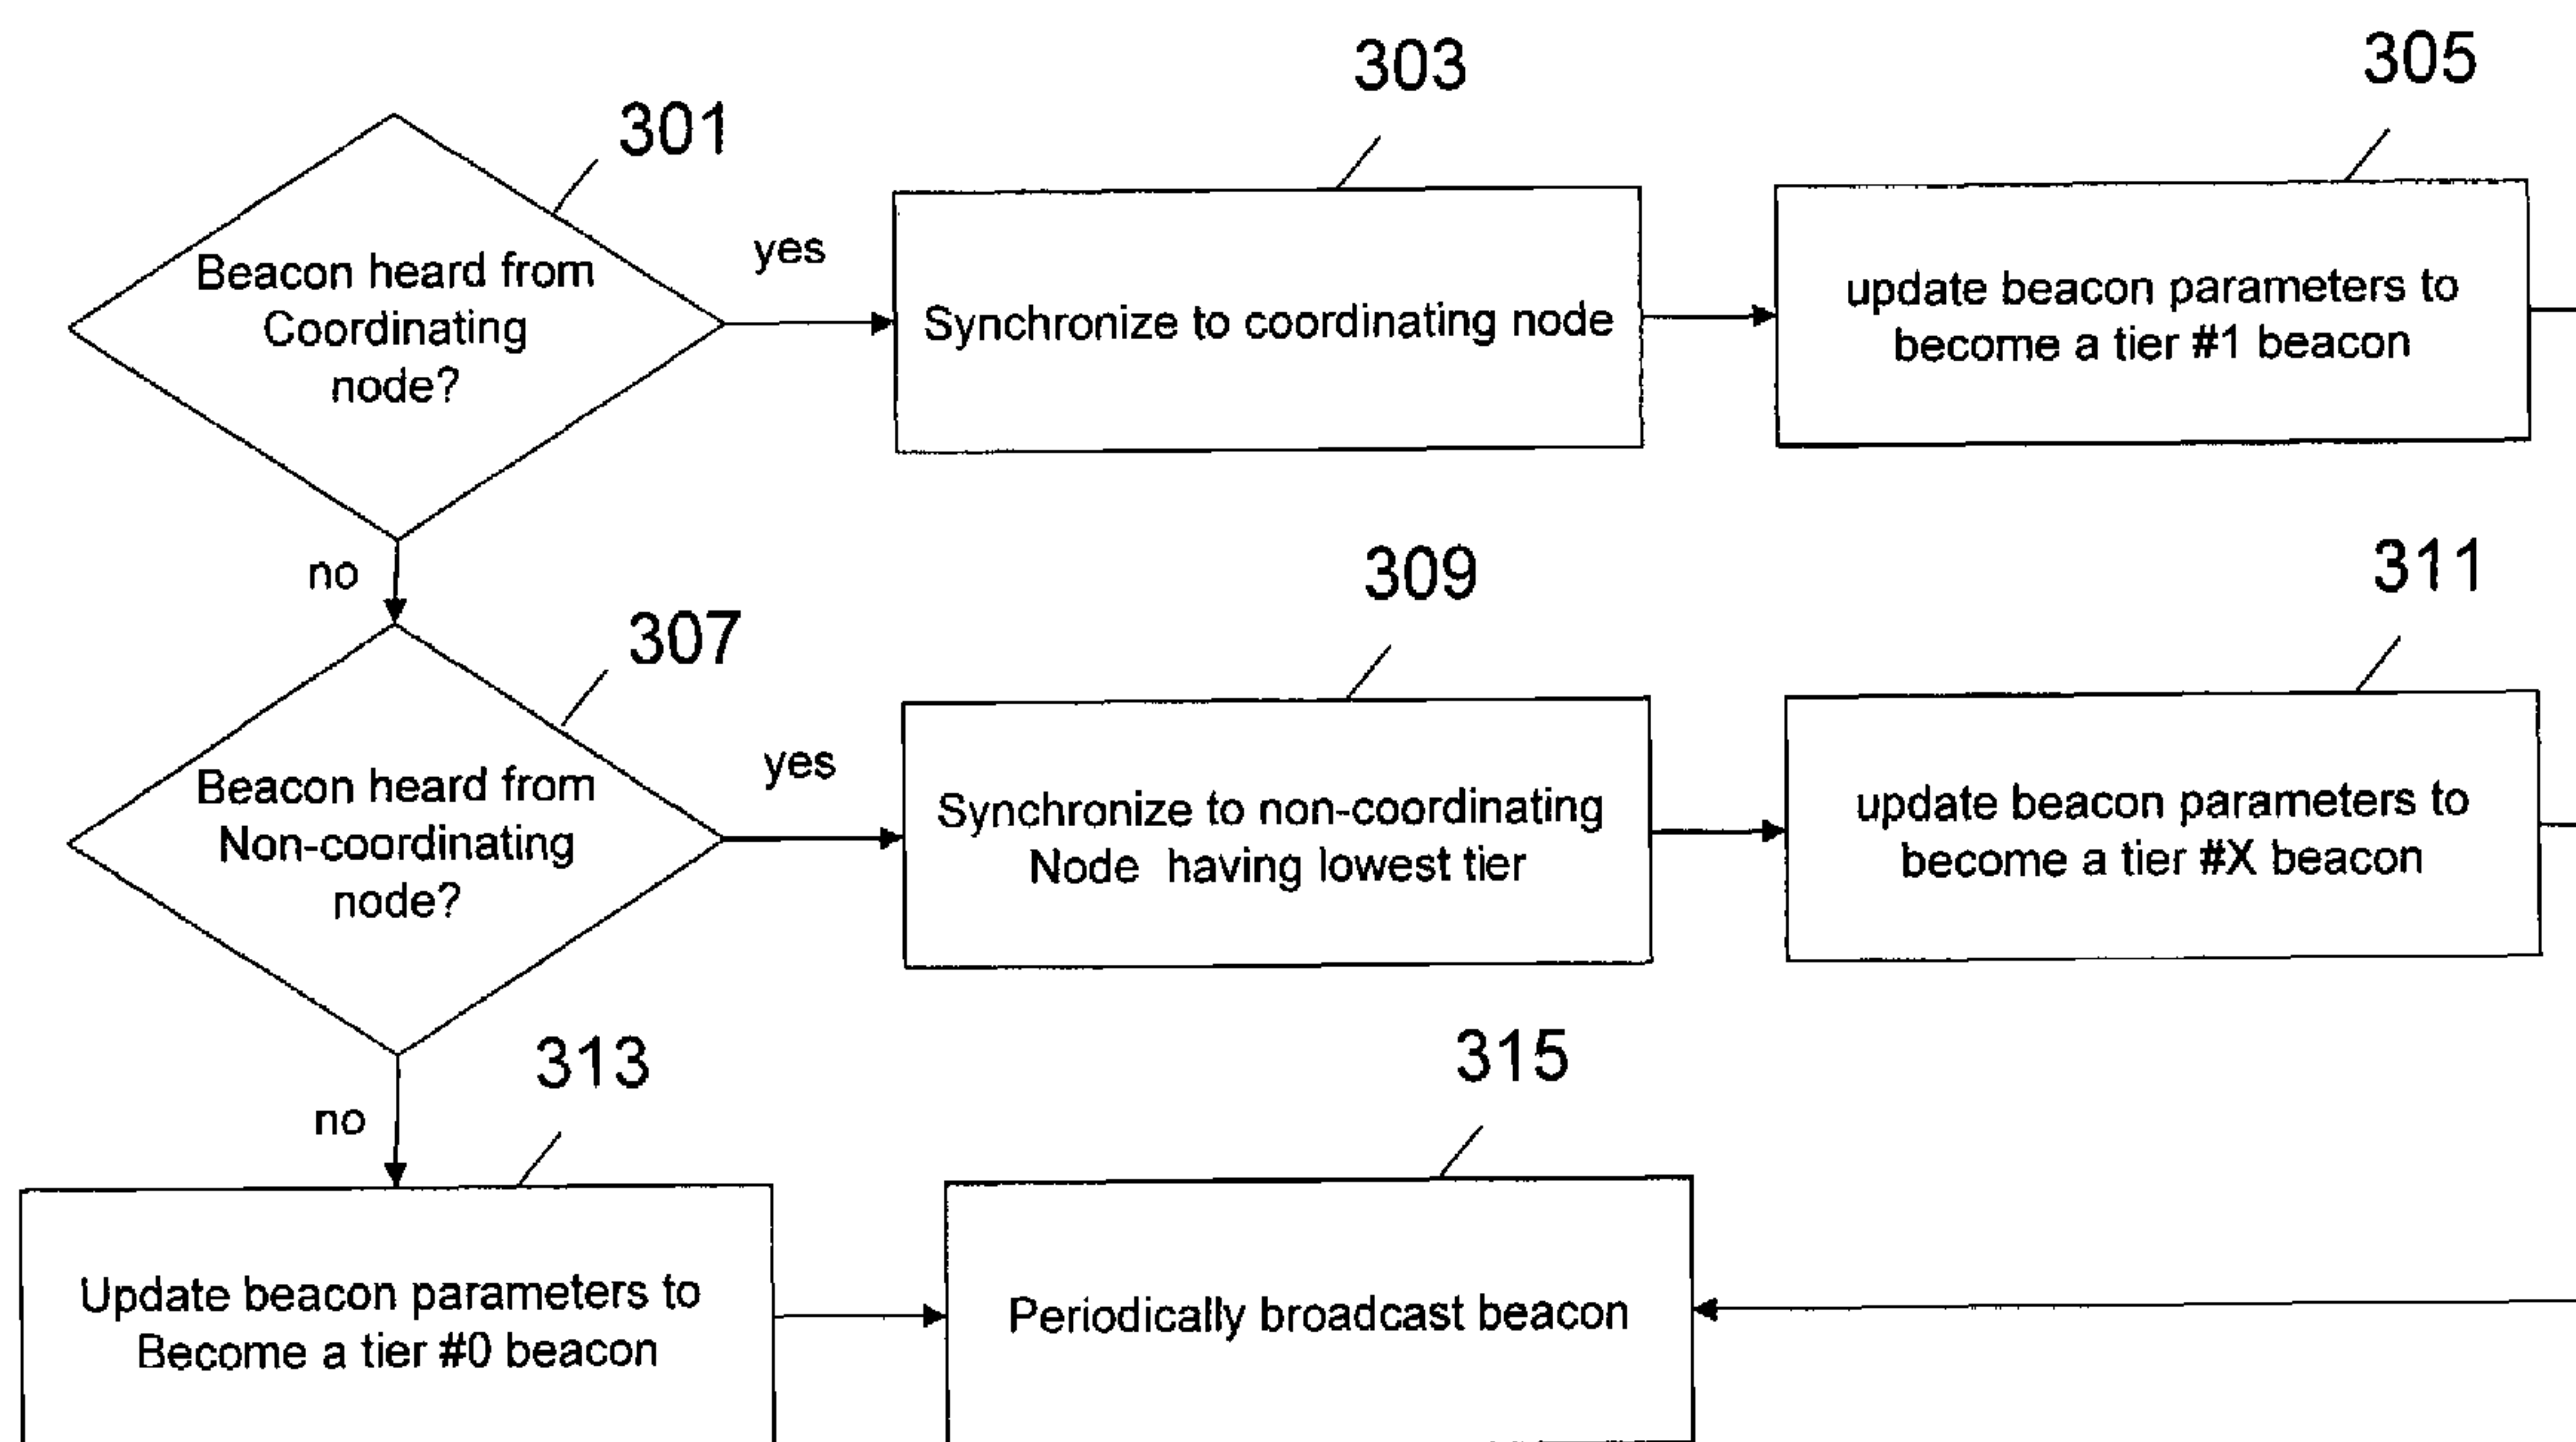 303
305
301
yes
Beacon heard from
Coordinating
node?
Synchronize to coordinating node
update beacon parameters to
become a tier #1 beacon
no
309
311
307
yes
Beacon heard from
Non-coordinating
node?
Synchronize to non-coordinating
Node having lowest tier
update beacon parameters to
become a tier #X beacon
313
315
no
Update beacon parameters to
Become a tier #0 beacon
Periodically broadcast beacon